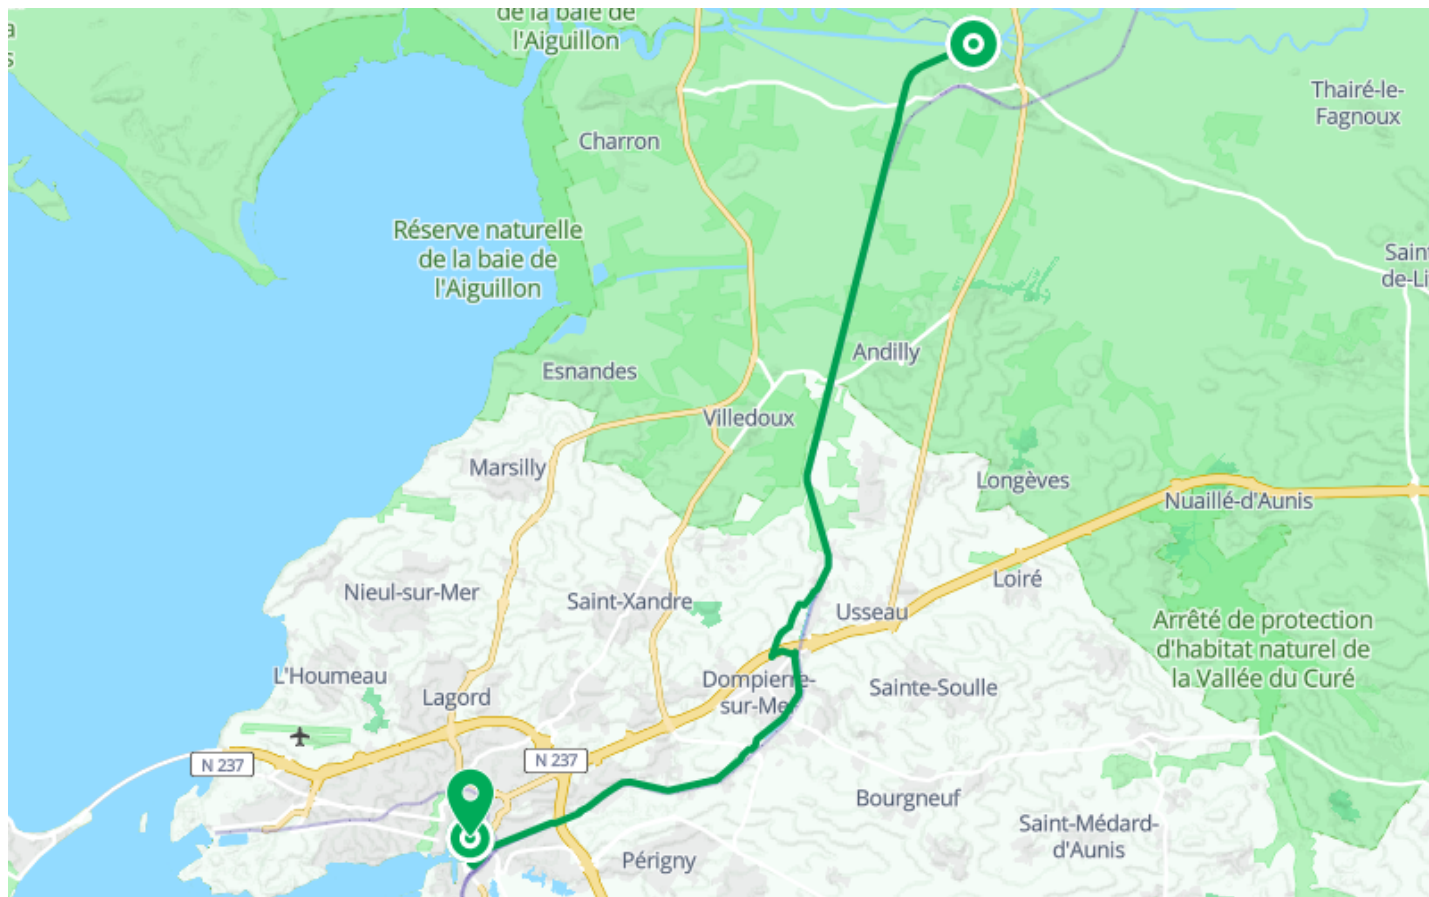 de la baie de
l'Aiguillon
Thairé-le-
Fagnoux
Charron
Réserve naturelle
de la baie de
l'Aiguillon
Andilly
Esnandes
Villedoux
Marsilly
Longèves
Nuaillé-d'Aunis
Nieul-sur-Mer
Saint-Xandre
Loiré
Usseau
Arrêté de protection
d'habitat naturel de
la Vallée du Curé
L'Houmeau
Lagord
Dompierre-
sur-Mer
Sainte-Soulle
N 237
N 237
Bourgneuf
Saint-Médard-
d'Aunis
Périgny